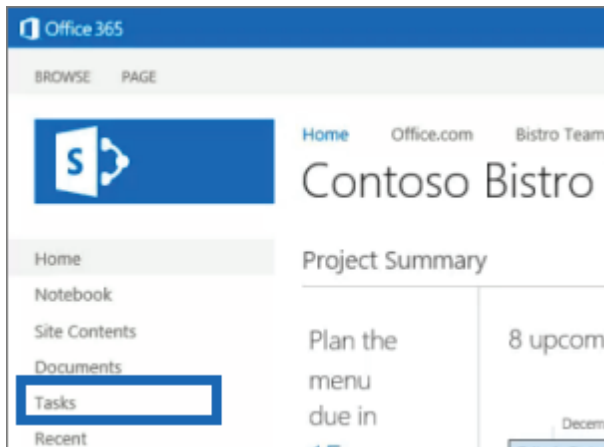 Office 365
BROWSE PAGE
S
Home Office.com Bistro Team
Contoso Bistro
Home
Project Summary
Notebook
Site Contents
Documents
Tasks
Recent
Plan the
menu
due in
8 upcom
Decem